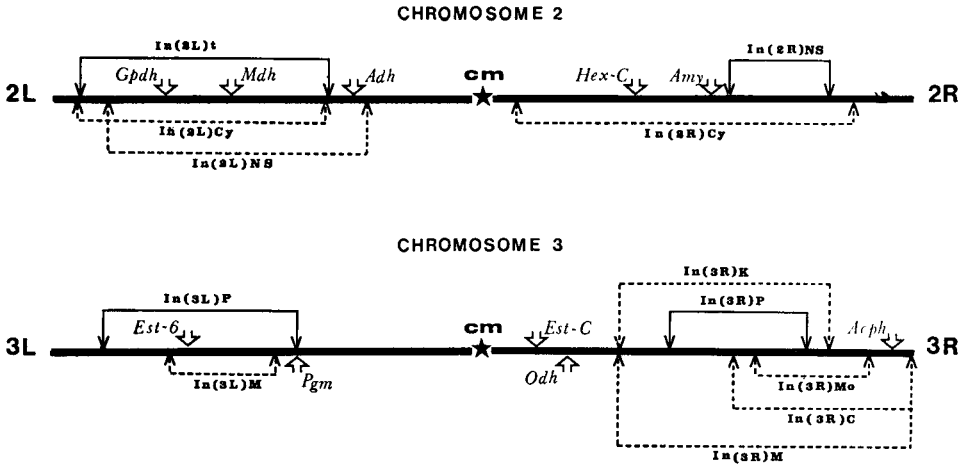 CHROMOSOME 2
In(2L)t
In(2R)NS
Gpdh
Mdh
Adh
cm
Hex-C
Amy
2L
2R
In(2L)Cy
In(2R)Cy
In(2L)NS
CHROMOSOME 3
In(3R)K
In(3L)P
In(3R)P
Est-6
cm
Est-C
Acph
3L
3R
In(3L)M
Pgm
Odh
In(3R)Mo
In(3R)C
In(3R)M